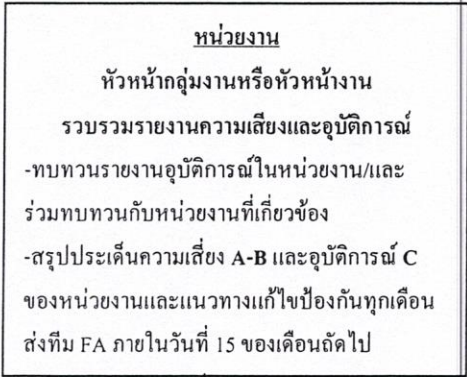 หน่วยงาน
หัวหน้ากลุ่มงานหรือหัวหน้างาน
รวบรวมรายงานความเสี่ยงและอุบัติการณ์
-ทบทวนรายงานอุบัติการณ์ในหน่วยงาน/และ
ร่วมทบทวนกับหน่วยงานที่เกี่ยวข้อง
-สรุปประเด็นความเสี่ยง A-B และอุบัติการณ์ C
ของหน่วยงานและแนวทางแก้ไขป้องกันทุกเดือน
ส่งทีม FA ภายในวันที่ 15 ของเดือนถัดไป